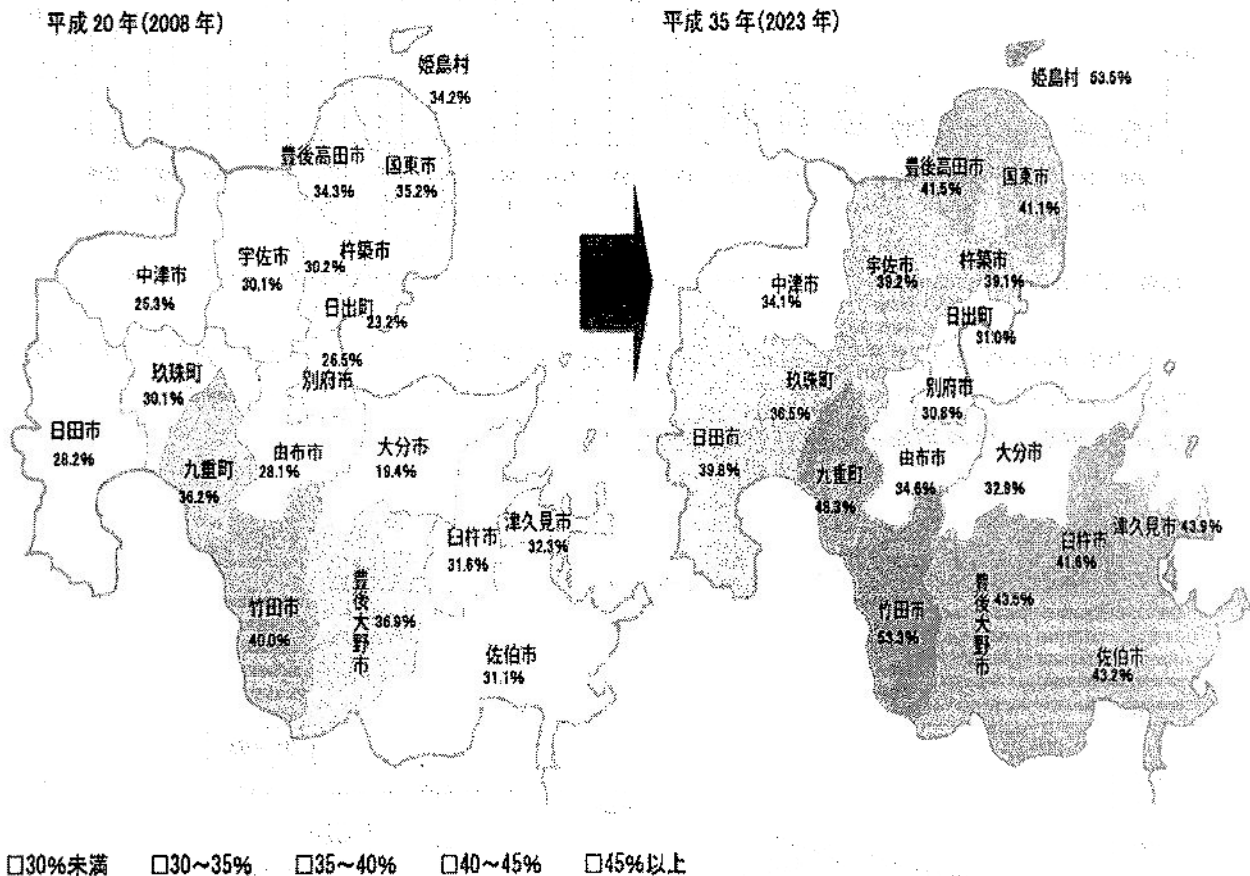 平成 20 年(2008 年)
姫島村
34.2%
豊後高田市
34.3%
国東市
35.2%
宇佐市
30.1%
30.2%
杵築市
中津市
25.3%
日出町
23.2%
26.5%
別府市
玖珠町
30.1%
日田市
28.2%
九重町
36.2%
由布市
28.1%
大分市
19.4%
臼杵市
31.6%
津久見市
32.3%
竹田市
40.0%
豊後大野市
36.9%
佐伯市
31.1%
平成 35 年(2023 年)
姫島村 53.5%
豊後高田市
41.5%
国東市
41.1%
宇佐市
39.2%
杵築市
39.1%
中津市
34.1%
日出町
31.0%
別府市
30.8%
玖珠町
36.5%
日田市
39.8%
九重町
由布市
34.6%
大分市
32.9%
臼杵市
41.6%
津久見市 43.9%
竹田市
53.3%
豊後大野市
43.5%
佐伯市
43.2%
□30%未満 □30～35% □35～40% □40～45% □45%以上